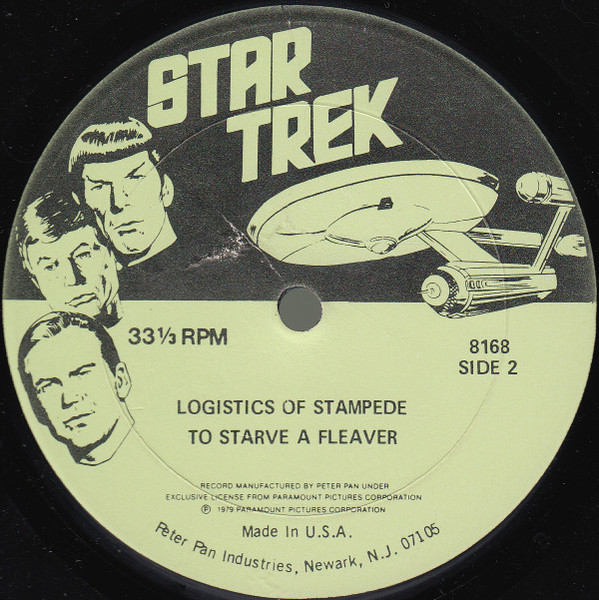 STAR
TREK
33⅓ RPM
8168
SIDE 2
LOGISTICS OF STAMPEDE
TO STARVE A FLEAVER
RECORD MANUFACTURED BY PETER PAN UNDER
EXCLUSIVE LICENSE FROM PARAMOUNT PICTURES CORPORATION
Ⓟ 1979 PARAMOUNT PICTURES CORPORATION
Made In U.S.A.
Peter Pan Industries, Newark, N.J. 07105